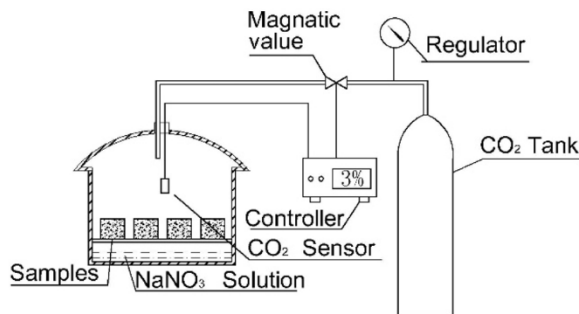 Magnatic
value
Regulator
CO₂ Tank
3%
Controller
CO₂ Sensor
Samples
NaNO₃ Solution